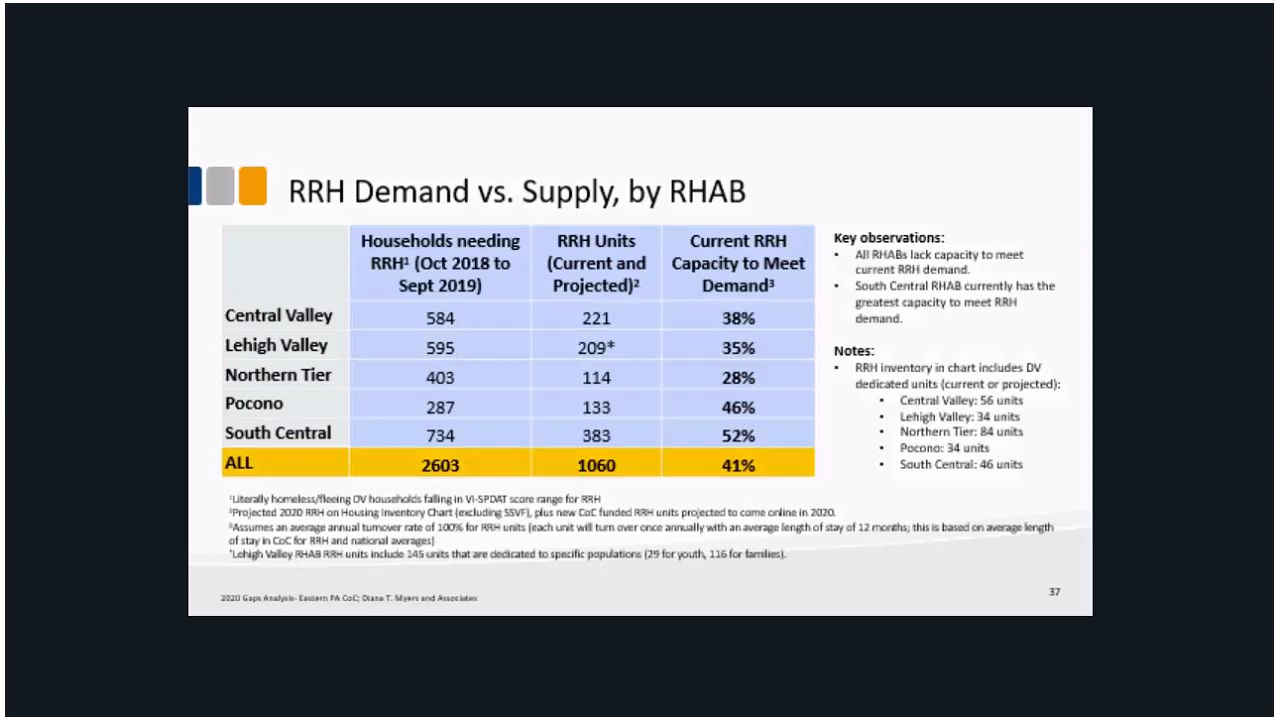 RRH Demand vs. Supply, by RHAB
Households needing RRH¹ (Oct 2018 to Sept 2019)
RRH Units (Current and Projected)²
Current RRH Capacity to Meet Demand³
Central Valley 584 221 38%
Lehigh Valley 595 209* 35%
Northern Tier 403 114 28%
Pocono 287 133 46%
South Central 734 383 52%
ALL 2603 1060 41%
Key observations:
• All RHABs lack capacity to meet
current RRH demand.
• South Central RHAB currently has the
greatest capacity to meet RRH
demand.
Notes:
• RRH inventory in chart includes DV
dedicated units (current or projected):
• Central Valley: 56 units
• Lehigh Valley: 34 units
• Northern Tier: 84 units
• Pocono: 34 units
• South Central: 46 units
¹Literally homeless/fleeing DV households falling in VI-SPDAT score range for RRH
²Projected 2020 RRH on Housing Inventory Chart (excluding SSVF), plus new CoC funded RRH units projected to come online in 2020.
³Assumes an average annual turnover rate of 100% for RRH units (each unit will turn over once annually with an average length of stay of 12 months; this is based on average length
of stay in CoC for RRH and national averages)
*Lehigh Valley RHAB RRH units include 145 units that are dedicated to specific populations (29 for youth, 116 for families).
2020 Gaps Analysis- Eastern PA CoC; Diana T. Myers and Associates
37